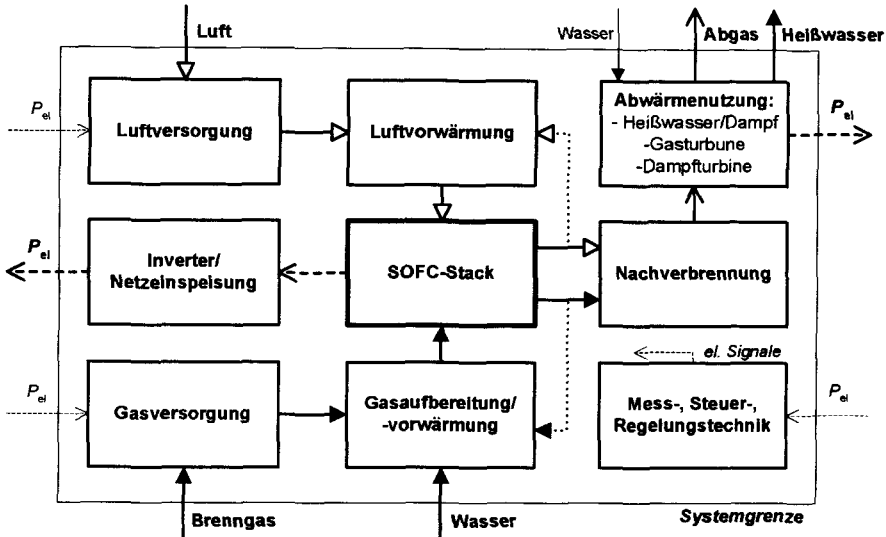 Luft
Wasser
Abgas
Heißwasser
P_el
Luftversorgung
Luftvorwärmung
Abwärmenutzung:
- Heißwasser/Dampf
-Gasturbune
-Dampfturbine
P_el
P_el
Inverter/
Netzeinspeisung
SOFC-Stack
Nachverbrennung
el. Signale
P_el
Gasversorgung
Gasaufbereitung/
-vorwärmung
Mess-, Steuer-,
Regelungstechnik
P_el
Brenngas
Wasser
Systemgrenze